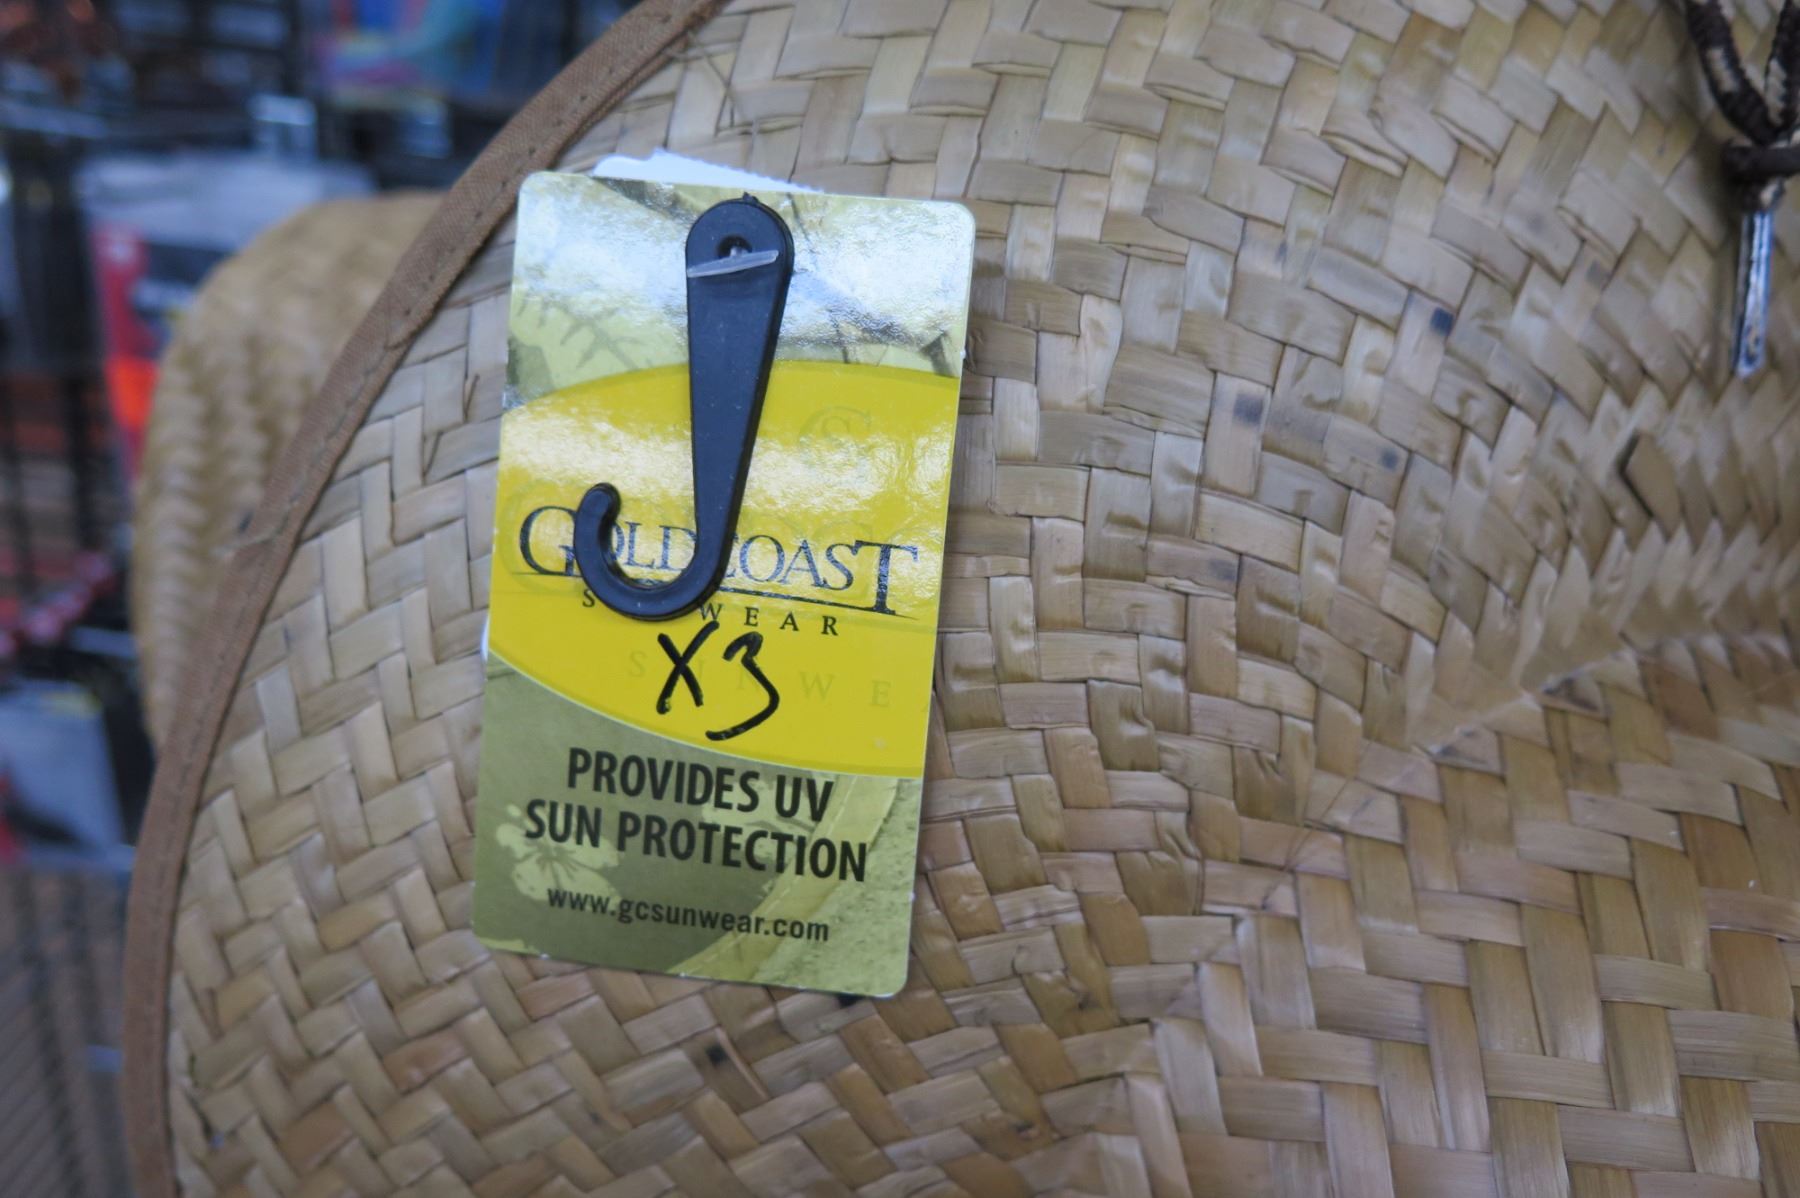 GOLDCOAST
SUNWEAR
X3
PROVIDES UV
SUN PROTECTION
www.gcsunwear.com